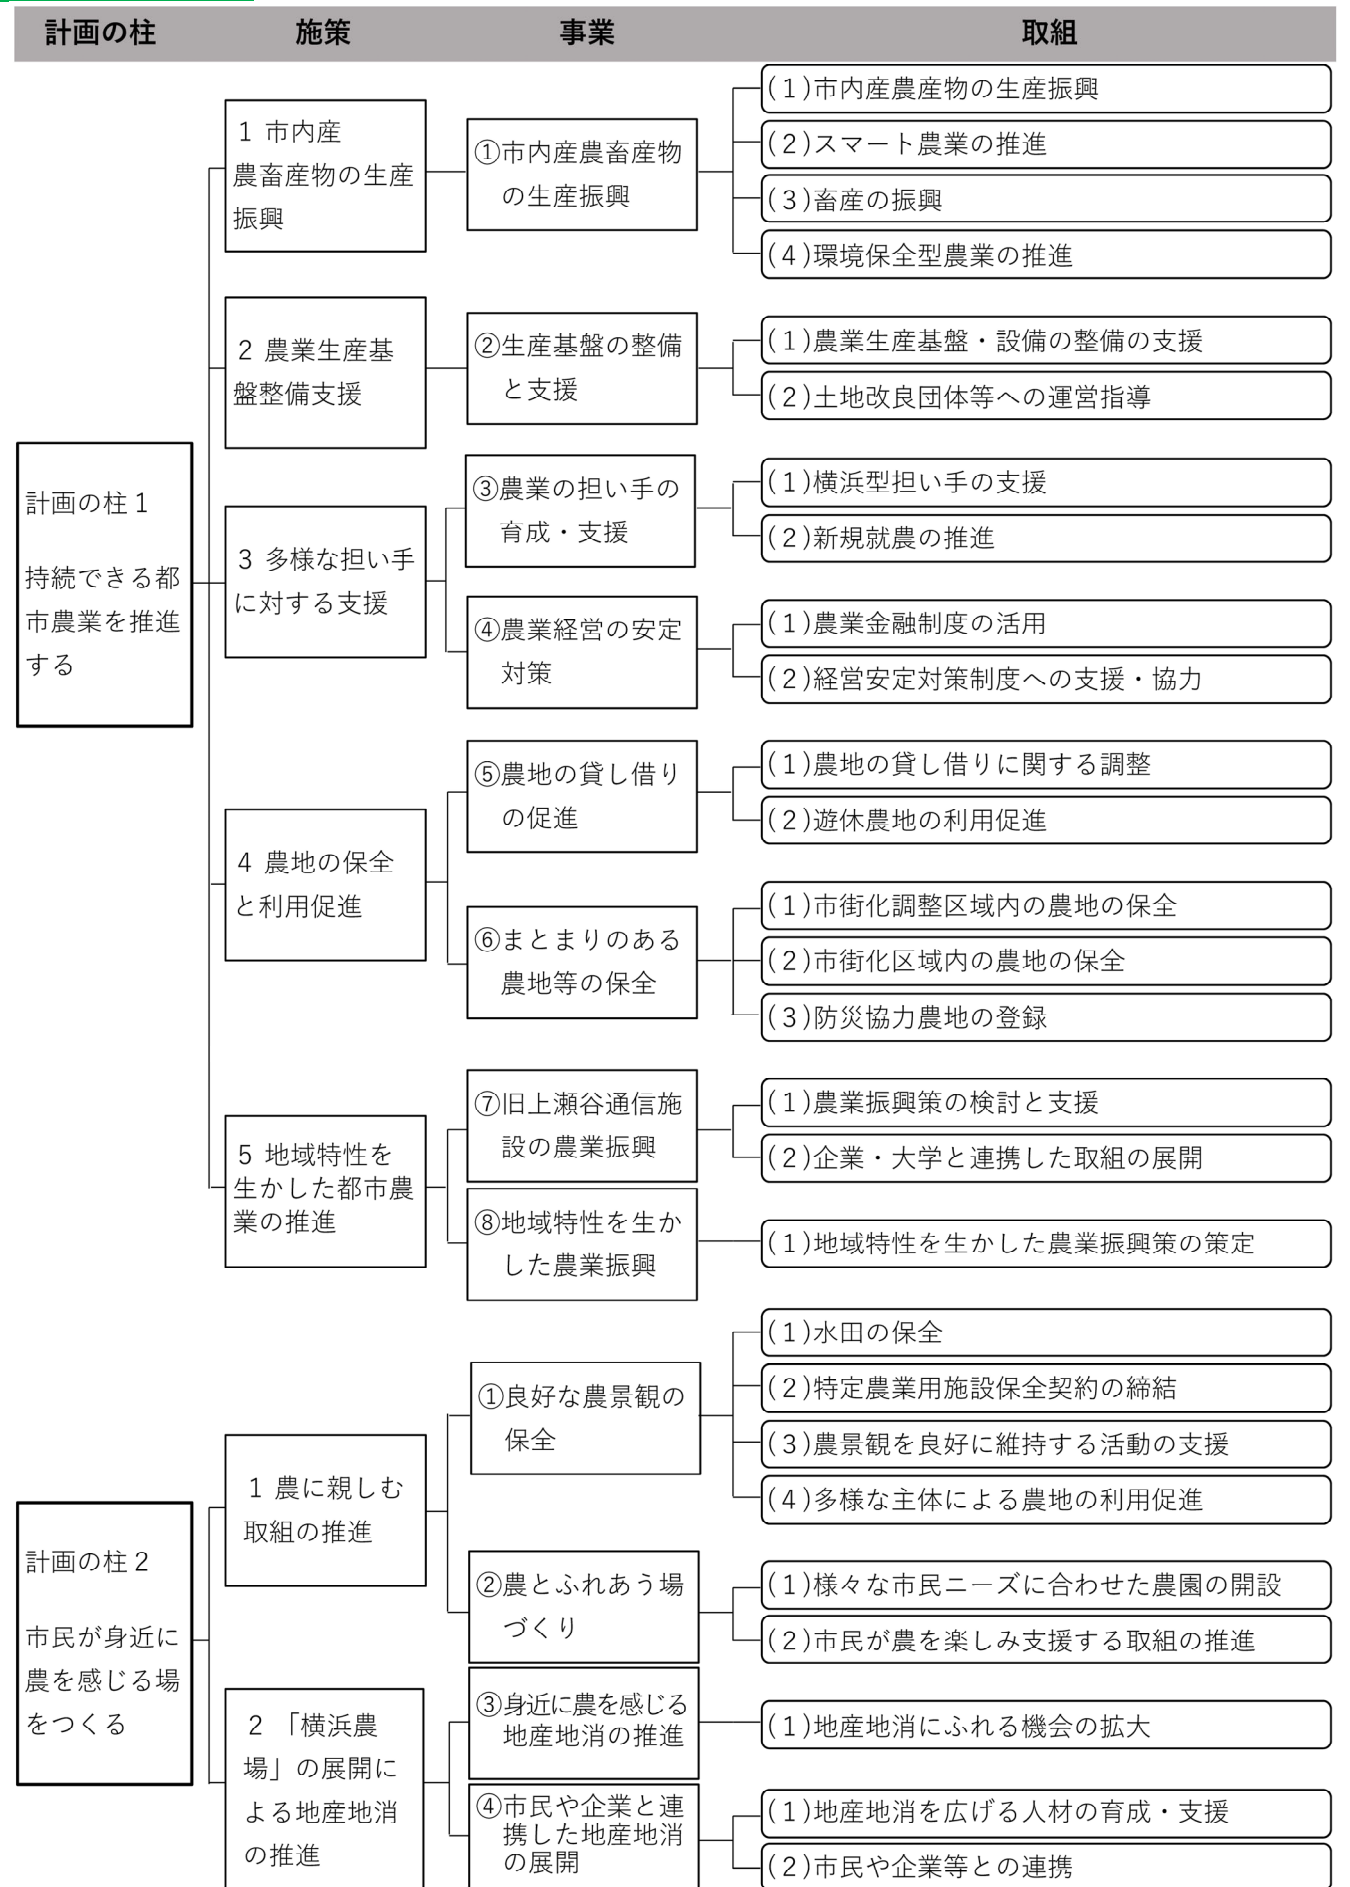 計画の柱
施策
事業
取組
計画の柱1
持続できる都
市農業を推進
する
1 市内産
農畜産物の生産
振興
①市内産農畜産物
の生産振興
(1)市内産農産物の生産振興
(2)スマート農業の推進
(3)畜産の振興
(4)環境保全型農業の推進
2 農業生産基
盤整備支援
②生産基盤の整備
と支援
(1)農業生産基盤・設備の整備の支援
(2)土地改良団体等への運営指導
3 多様な担い手
に対する支援
③農業の担い手の
育成・支援
(1)横浜型担い手の支援
(2)新規就農の推進
④農業経営の安定
対策
(1)農業金融制度の活用
(2)経営安定対策制度への支援・協力
4 農地の保全
と利用促進
⑤農地の貸し借り
の促進
(1)農地の貸し借りに関する調整
(2)遊休農地の利用促進
⑥まとまりのある
農地等の保全
(1)市街化調整区域内の農地の保全
(2)市街化区域内の農地の保全
(3)防災協力農地の登録
5 地域特性を
生かした都市農
業の推進
⑦旧上瀬谷通信施
設の農業振興
(1)農業振興策の検討と支援
(2)企業・大学と連携した取組の展開
⑧地域特性を生か
した農業振興
(1)地域特性を生かした農業振興策の策定
計画の柱2
市民が身近に
農を感じる場
をつくる
1 農に親しむ
取組の推進
①良好な農景観の
保全
(1)水田の保全
(2)特定農業用施設保全契約の締結
(3)農景観を良好に維持する活動の支援
(4)多様な主体による農地の利用促進
②農とふれあう場
づくり
(1)様々な市民ニーズに合わせた農園の開設
(2)市民が農を楽しみ支援する取組の推進
2 「横浜農
場」の展開に
よる地産地消
の推進
③身近に農を感じる
地産地消の推進
(1)地産地消にふれる機会の拡大
④市民や企業と連
携した地産地消
の展開
(1)地産地消を広げる人材の育成・支援
(2)市民や企業等との連携